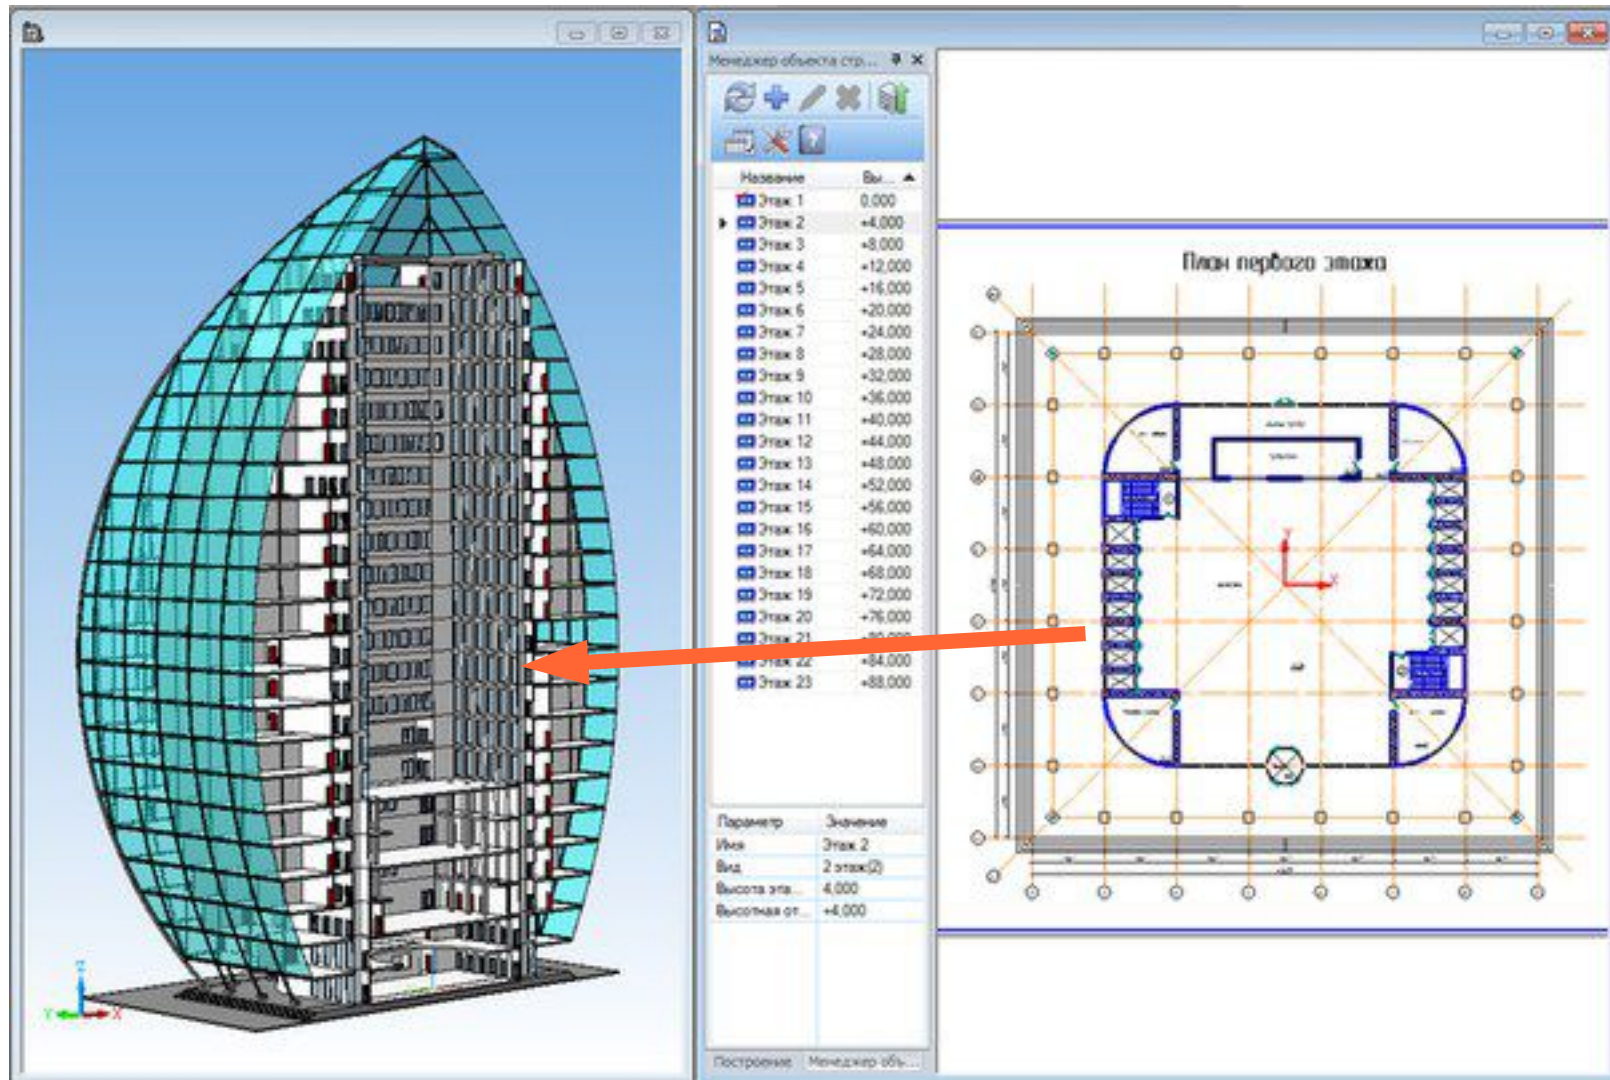 Менеджер объекта стр...
Название Вы...
Этаж 1 0,000
Этаж 2 +4,000
Этаж 3 +8,000
Этаж 4 +12,000
Этаж 5 +16,000
Этаж 6 +20,000
Этаж 7 +24,000
Этаж 8 +28,000
Этаж 9 +32,000
Этаж 10 +36,000
Этаж 11 +40,000
Этаж 12 +44,000
Этаж 13 +48,000
Этаж 14 +52,000
Этаж 15 +56,000
Этаж 16 +60,000
Этаж 17 +64,000
Этаж 18 +68,000
Этаж 19 +72,000
Этаж 20 +76,000
Этаж 21
Этаж 22 +84,000
Этаж 23 +88,000
Параметр Значение
Имя Этаж 2
Вид 2 этаж(2)
Высота эта... 4,000
Высотная от... +4,000
Построение Менеджер объ...
План первого этажа
Y
X
Z
Y X